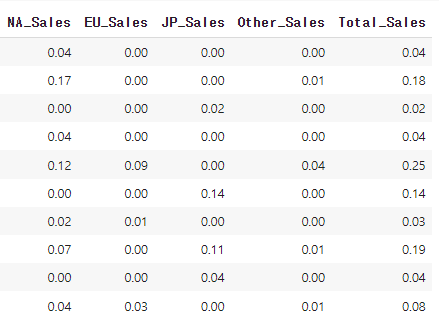 NA_Sales EU_Sales JP_Sales Other_Sales Total_Sales
0.04 0.00 0.00 0.00 0.04
0.17 0.00 0.00 0.01 0.18
0.00 0.00 0.02 0.00 0.02
0.04 0.00 0.00 0.00 0.04
0.12 0.09 0.00 0.04 0.25
0.00 0.00 0.14 0.00 0.14
0.02 0.01 0.00 0.00 0.03
0.07 0.00 0.11 0.01 0.19
0.00 0.00 0.04 0.00 0.04
0.04 0.03 0.00 0.01 0.08